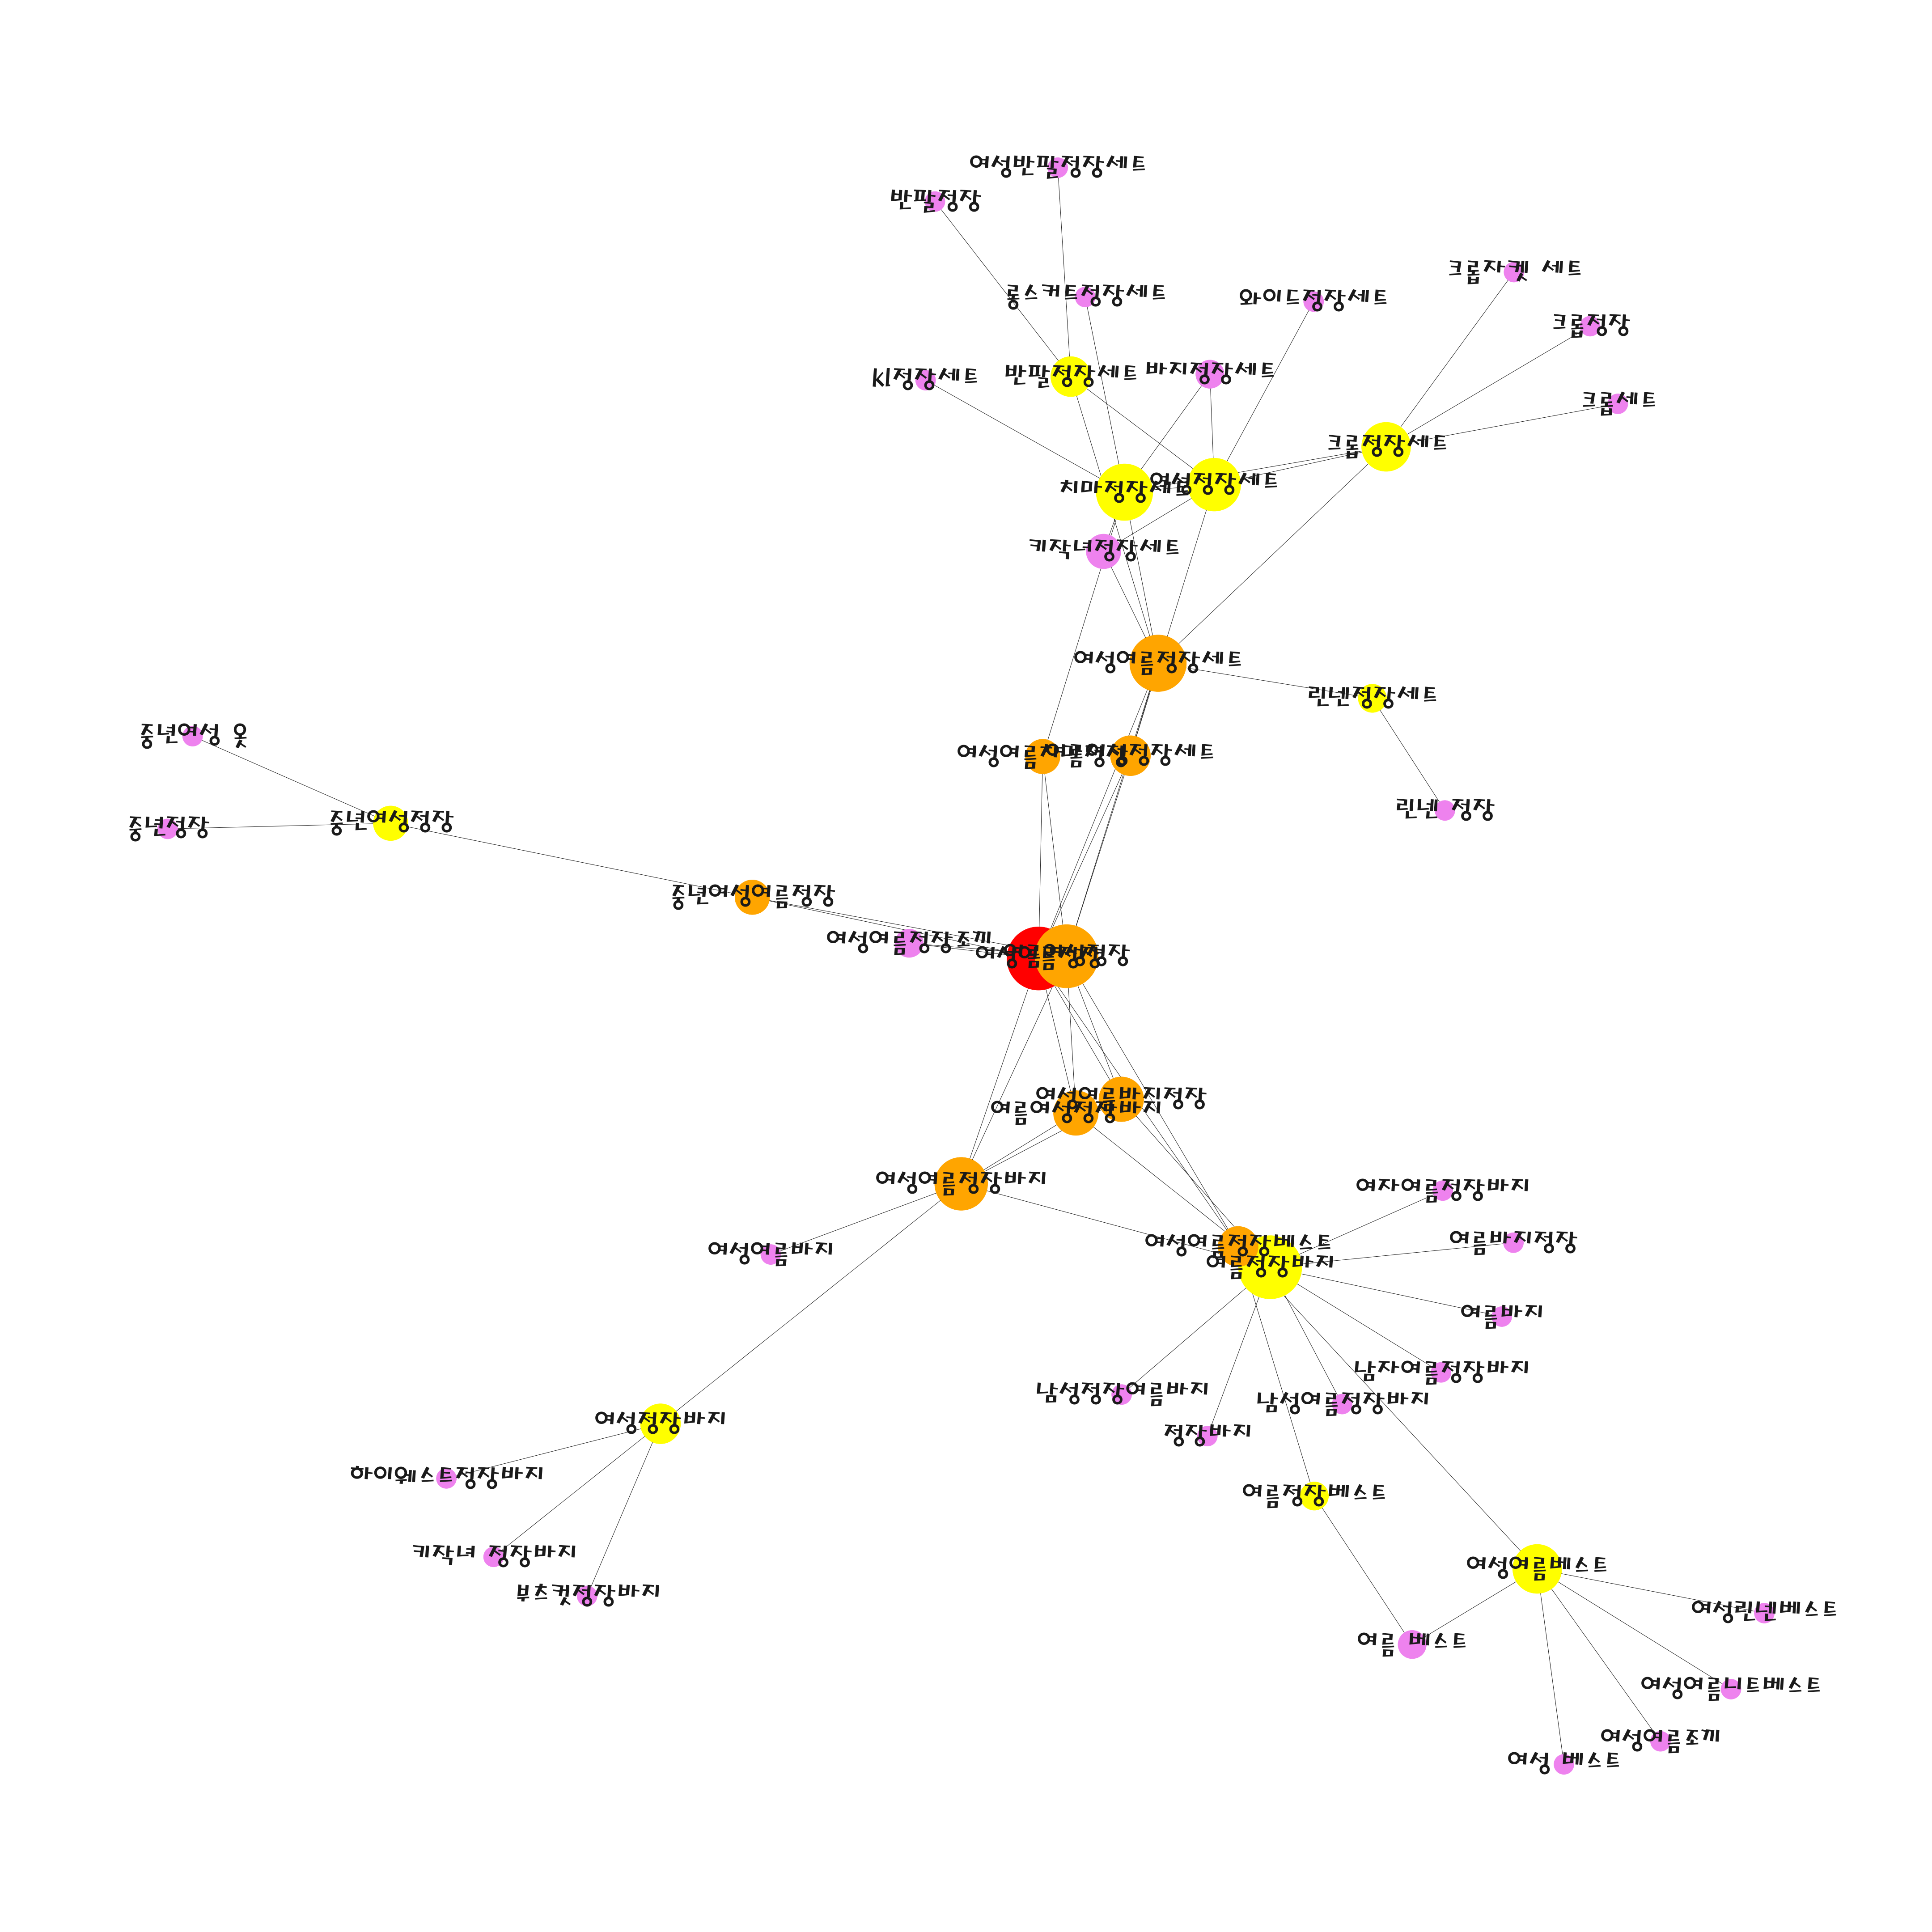 여성반팔정장세트
반팔정장
크롭자켓 세트
롱스커트정장세트
와이드정장세트
크롭정장
반팔정장세트
바지정장세트
크롭세트
크롭정장세트
치마정장세트
여성정장세트
키작녀정장세트
여성여름정장세트
린넨정장세트
중년여성 옷
여름여성정장세트
린넨 정장
중년정장
중년여성정장
중년여성여름정장
여성여름정장조끼
여성여름정장
여름여성정장
여성여름바지정장
여름여성정장바지
여성여름정장바지
여자여름정장바지
여성여름바지
여름바지정장
여성여름정장베스트
여름정장바지
여름바지
남자여름정장바지
남성정장여름바지
남성여름정장바지
여성정장바지
정장바지
하이웨스트정장바지
여름정장베스트
키작녀 정장바지
여성여름베스트
부츠컷정장바지
여성린넨베스트
여름 베스트
여성여름니트베스트
여성여름조끼
여성 베스트